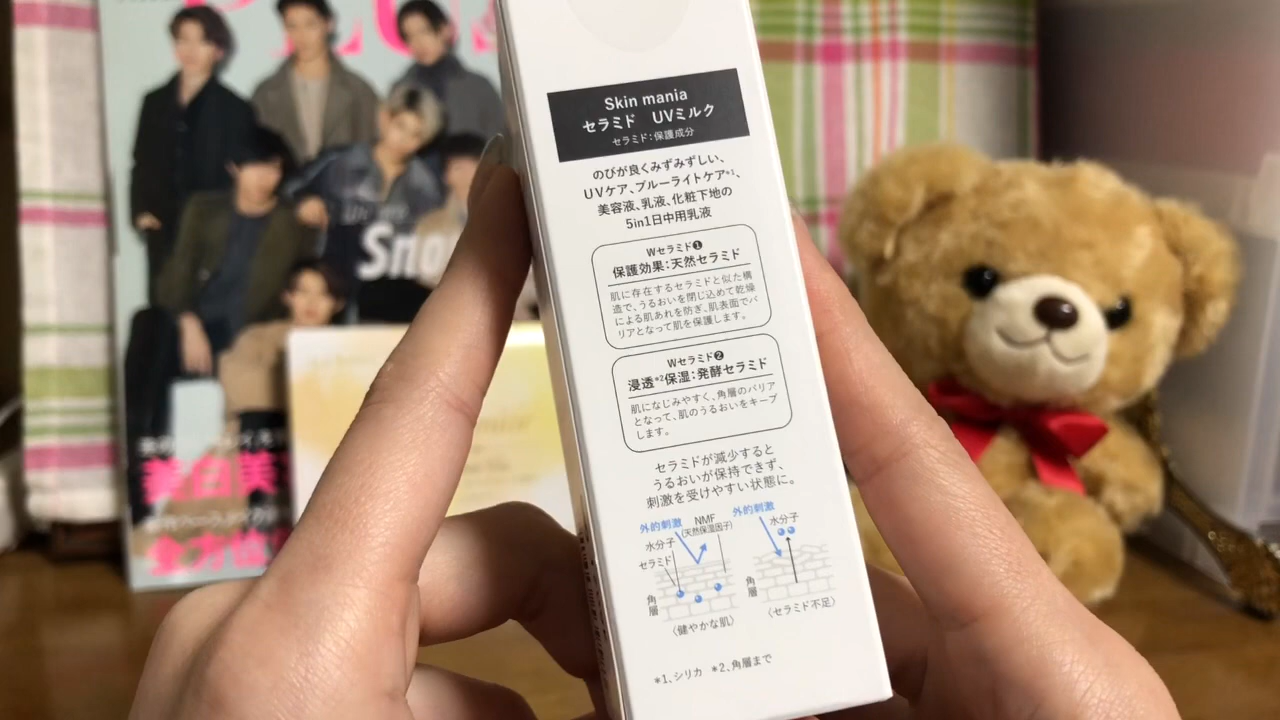 Skin mania
セラミド UVミルク
セラミド：保護成分
のびが良くみずみずしい、
UVケア、ブルーライトケア*1、
美容液、乳液、化粧下地の
5in1日中用乳液
Wセラミド❶
保護効果：天然セラミド
肌に存在するセラミドと似た構
造で、うるおいを閉じ込めて乾燥
による肌あれを防ぎ、肌表面でバ
リアとなって肌を保護します。
Wセラミド❷
浸透*2保湿：発酵セラミド
肌になじみやすく、角層のバリア
となって、肌のうるおいをキープ
します。
セラミドが減少すると
うるおいが保持できず、
刺激を受けやすい状態に。
外的刺激
NMF
(天然保湿因子)
水分子
セラミド
角層
〈健やかな肌〉
外的刺激
水分子
角層
〈セラミド不足〉
*1、シリカ *2、角層まで
Sno
美白美
全方位